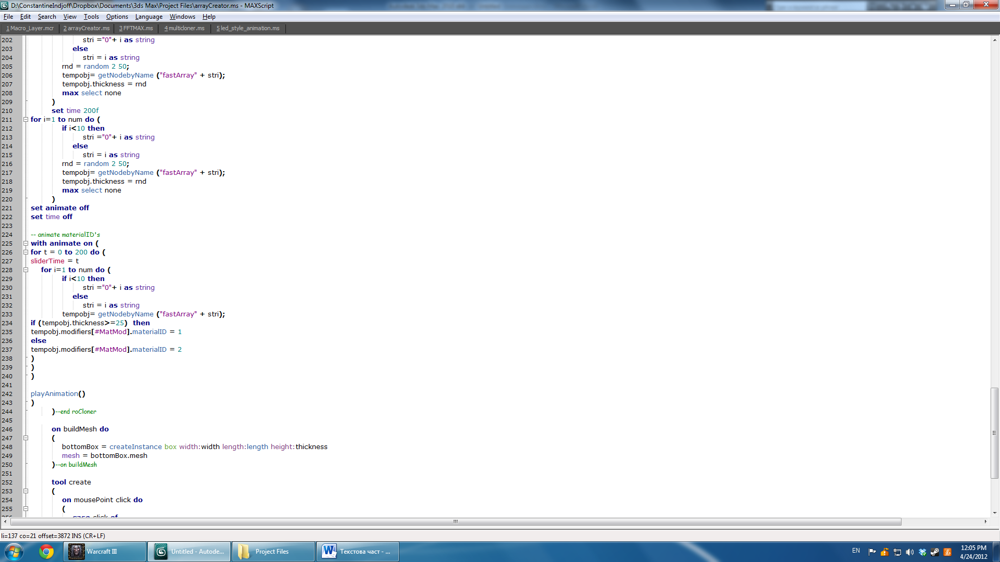 D:\ConstantineIndjoff\Dropbox\Documents\3ds Max\Project Files\arrayCreator.ms - MAXScript
File Edit Search View Tools Options Language Windows Help
1 Macro_Layer.mcr 2 arrayCreator.ms 3 FFTMAX.ms 4 multicloner.ms 5 led_style_animation.ms
202 stri ="0"+ i as string
203 else
204 stri = i as string
205 rnd = random 2 50;
206 tempobj= getNodebyName ("fastArray" + stri);
207 tempobj.thickness = rnd
208 max select none
209 )
210 set time 200f
211 for i=1 to num do (
212 if i<10 then
213 stri ="0"+ i as string
214 else
215 stri = i as string
216 rnd = random 2 50;
217 tempobj= getNodebyName ("fastArray" + stri);
218 tempobj.thickness = rnd
219 max select none
220 )
221 set animate off
222 set time off
223
224 -- animate materialID's
225 with animate on (
226 for t = 0 to 200 do (
227 sliderTime = t
228 for i=1 to num do (
229 if i<10 then
230 stri ="0"+ i as string
231 else
232 stri = i as string
233 tempobj= getNodebyName ("fastArray" + stri);
234 if (tempobj.thickness>=25) then
235 tempobj.modifiers[#MatMod].materialID = 1
236 else
237 tempobj.modifiers[#MatMod].materialID = 2
238 )
239 )
240 )
241
242 playAnimation()
243 )
244 )--end roCloner
245
246 on buildMesh do
247 (
248 bottomBox = createInstance box width:width length:length height:thickness
249 mesh = bottomBox.mesh
250 )--on buildMesh
251
252 tool create
253 (
254 on mousePoint click do
255 (
case click of
li=137 co=21 offset=3872 INS (CR+LF)
Warcraft III Untitled - Autode... Project Files Текстова част - ... EN 12:05 PM
4/24/2012